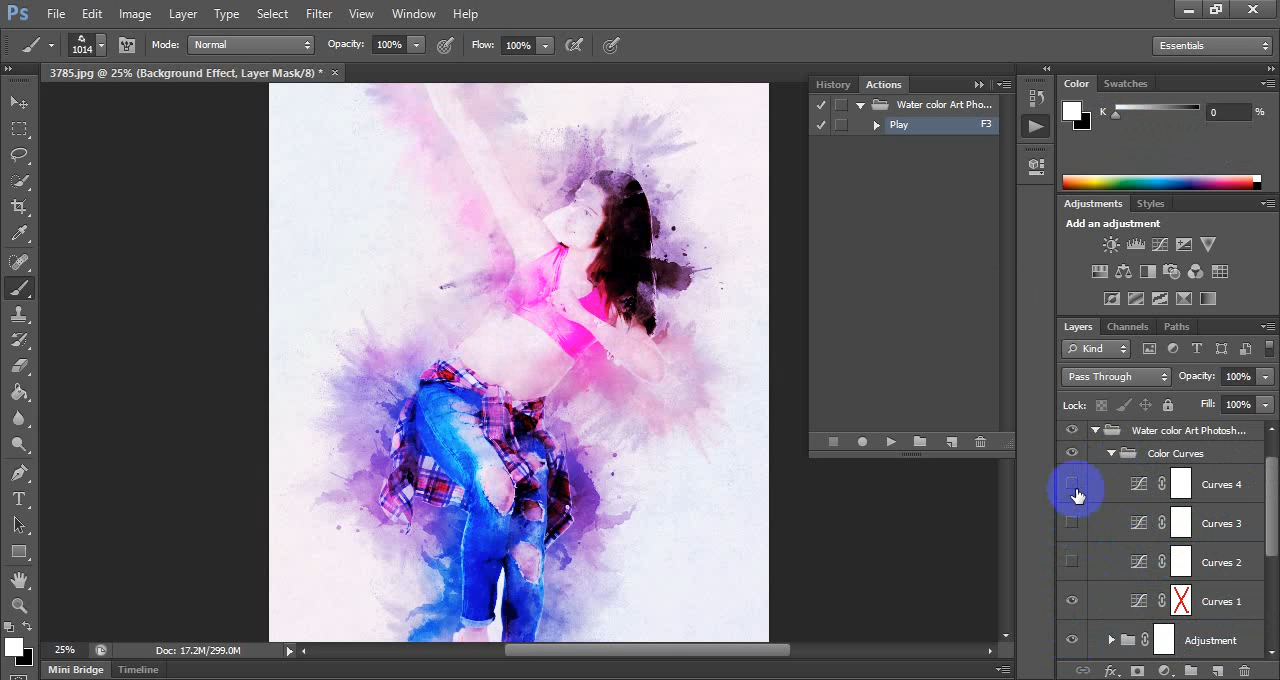 Ps File Edit Image Layer Type Select Filter View Window Help
1014 Mode: Normal Opacity: 100% Flow: 100% Essentials
3785.jpg @ 25% (Background Effect, Layer Mask/8) * ×
History Actions
Water color Art Pho...
Play F3
Color Swatches
K 0 %
Adjustments Styles
Add an adjustment
Layers Channels Paths
Kind
Pass Through Opacity: 100%
Lock: Fill: 100%
Water color Art Photosh...
Color Curves
Curves 4
Curves 3
Curves 2
Curves 1
Adjustment
fx
25% Doc: 17.2M/299.0M
Mini Bridge Timeline